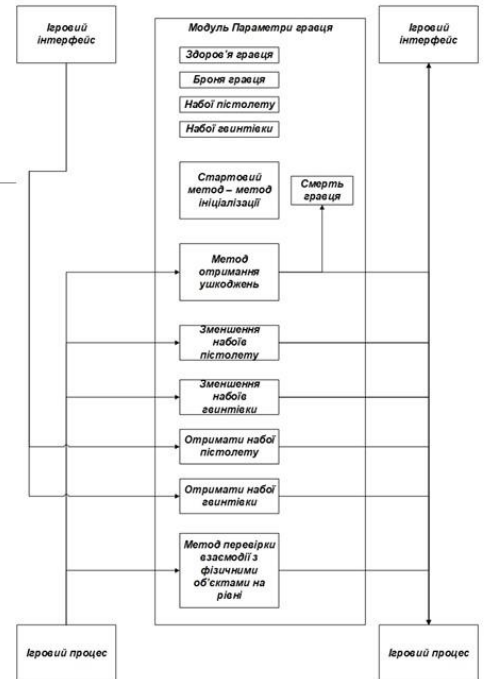 Ігровий
інтерфейс
Модуль Параметри гравця
Ігровий
інтерфейс
Здоров'я гравця
Броня гравця
Набої пістолету
Набої гвинтівки
Стартовий
метод – метод
ініціалізації
Смерть
гравця
Метод
отримання
ушкоджень
Зменшення
набоїв
пістолету
Зменшення
набоїв
гвинтівки
Отримати набої
пістолету
Отримати набої
гвинтівки
Метод перевірки
взаємодії з
фізичними
об'єктами на
рівні
Ігровий процес
Ігровий процес